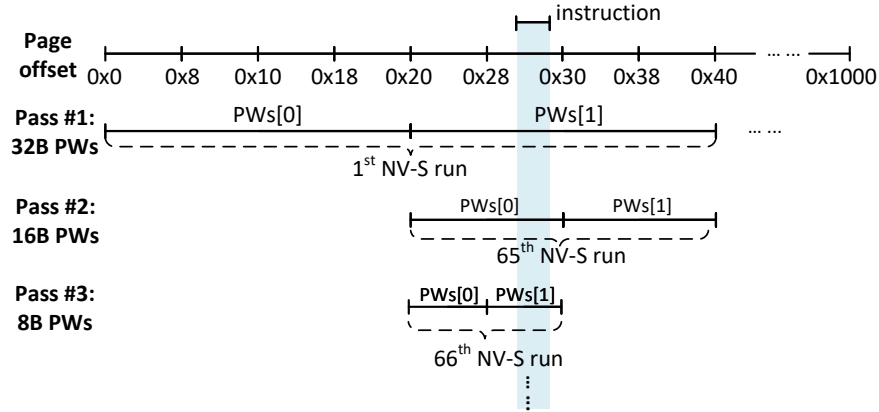 instruction
Page
offset
0x0 0x8 0x10 0x18 0x20 0x28 0x30 0x38 0x40 ... ... 0x1000
Pass #1:
32B PWs
PWs[0] PWs[1] ... ...
1st NV-S run
Pass #2:
16B PWs
PWs[0] PWs[1]
65th NV-S run
Pass #3:
8B PWs
PWs[0] PWs[1]
66th NV-S run